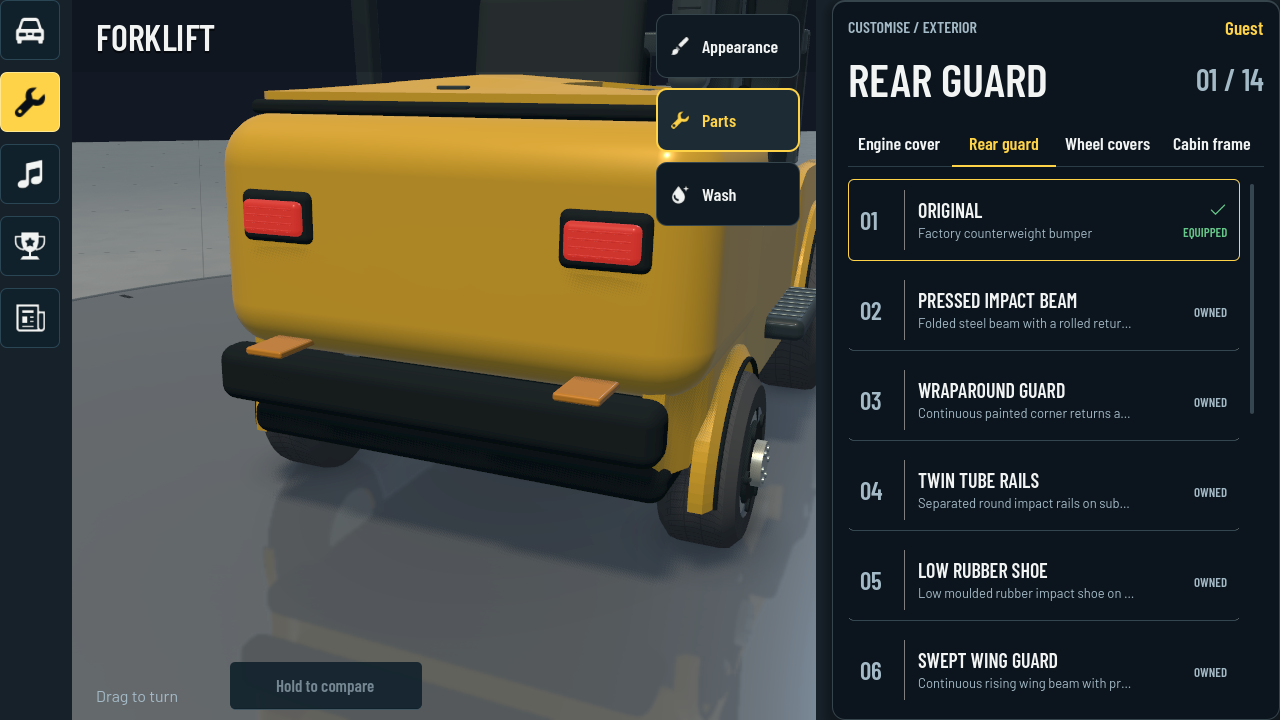 FORKLIFT
Appearance
Parts
Wash
Drag to turn
Hold to compare
CUSTOMISE / EXTERIOR
Guest
REAR GUARD
01 / 14
Engine cover
Rear guard
Wheel covers
Cabin frame
01
ORIGINAL
Factory counterweight bumper
EQUIPPED
02
PRESSED IMPACT BEAM
Folded steel beam with a rolled retur...
OWNED
03
WRAPAROUND GUARD
Continuous painted corner returns a...
OWNED
04
TWIN TUBE RAILS
Separated round impact rails on sub...
OWNED
05
LOW RUBBER SHOE
Low moulded rubber impact shoe on ...
OWNED
06
SWEPT WING GUARD
Continuous rising wing beam with pr...
OWNED